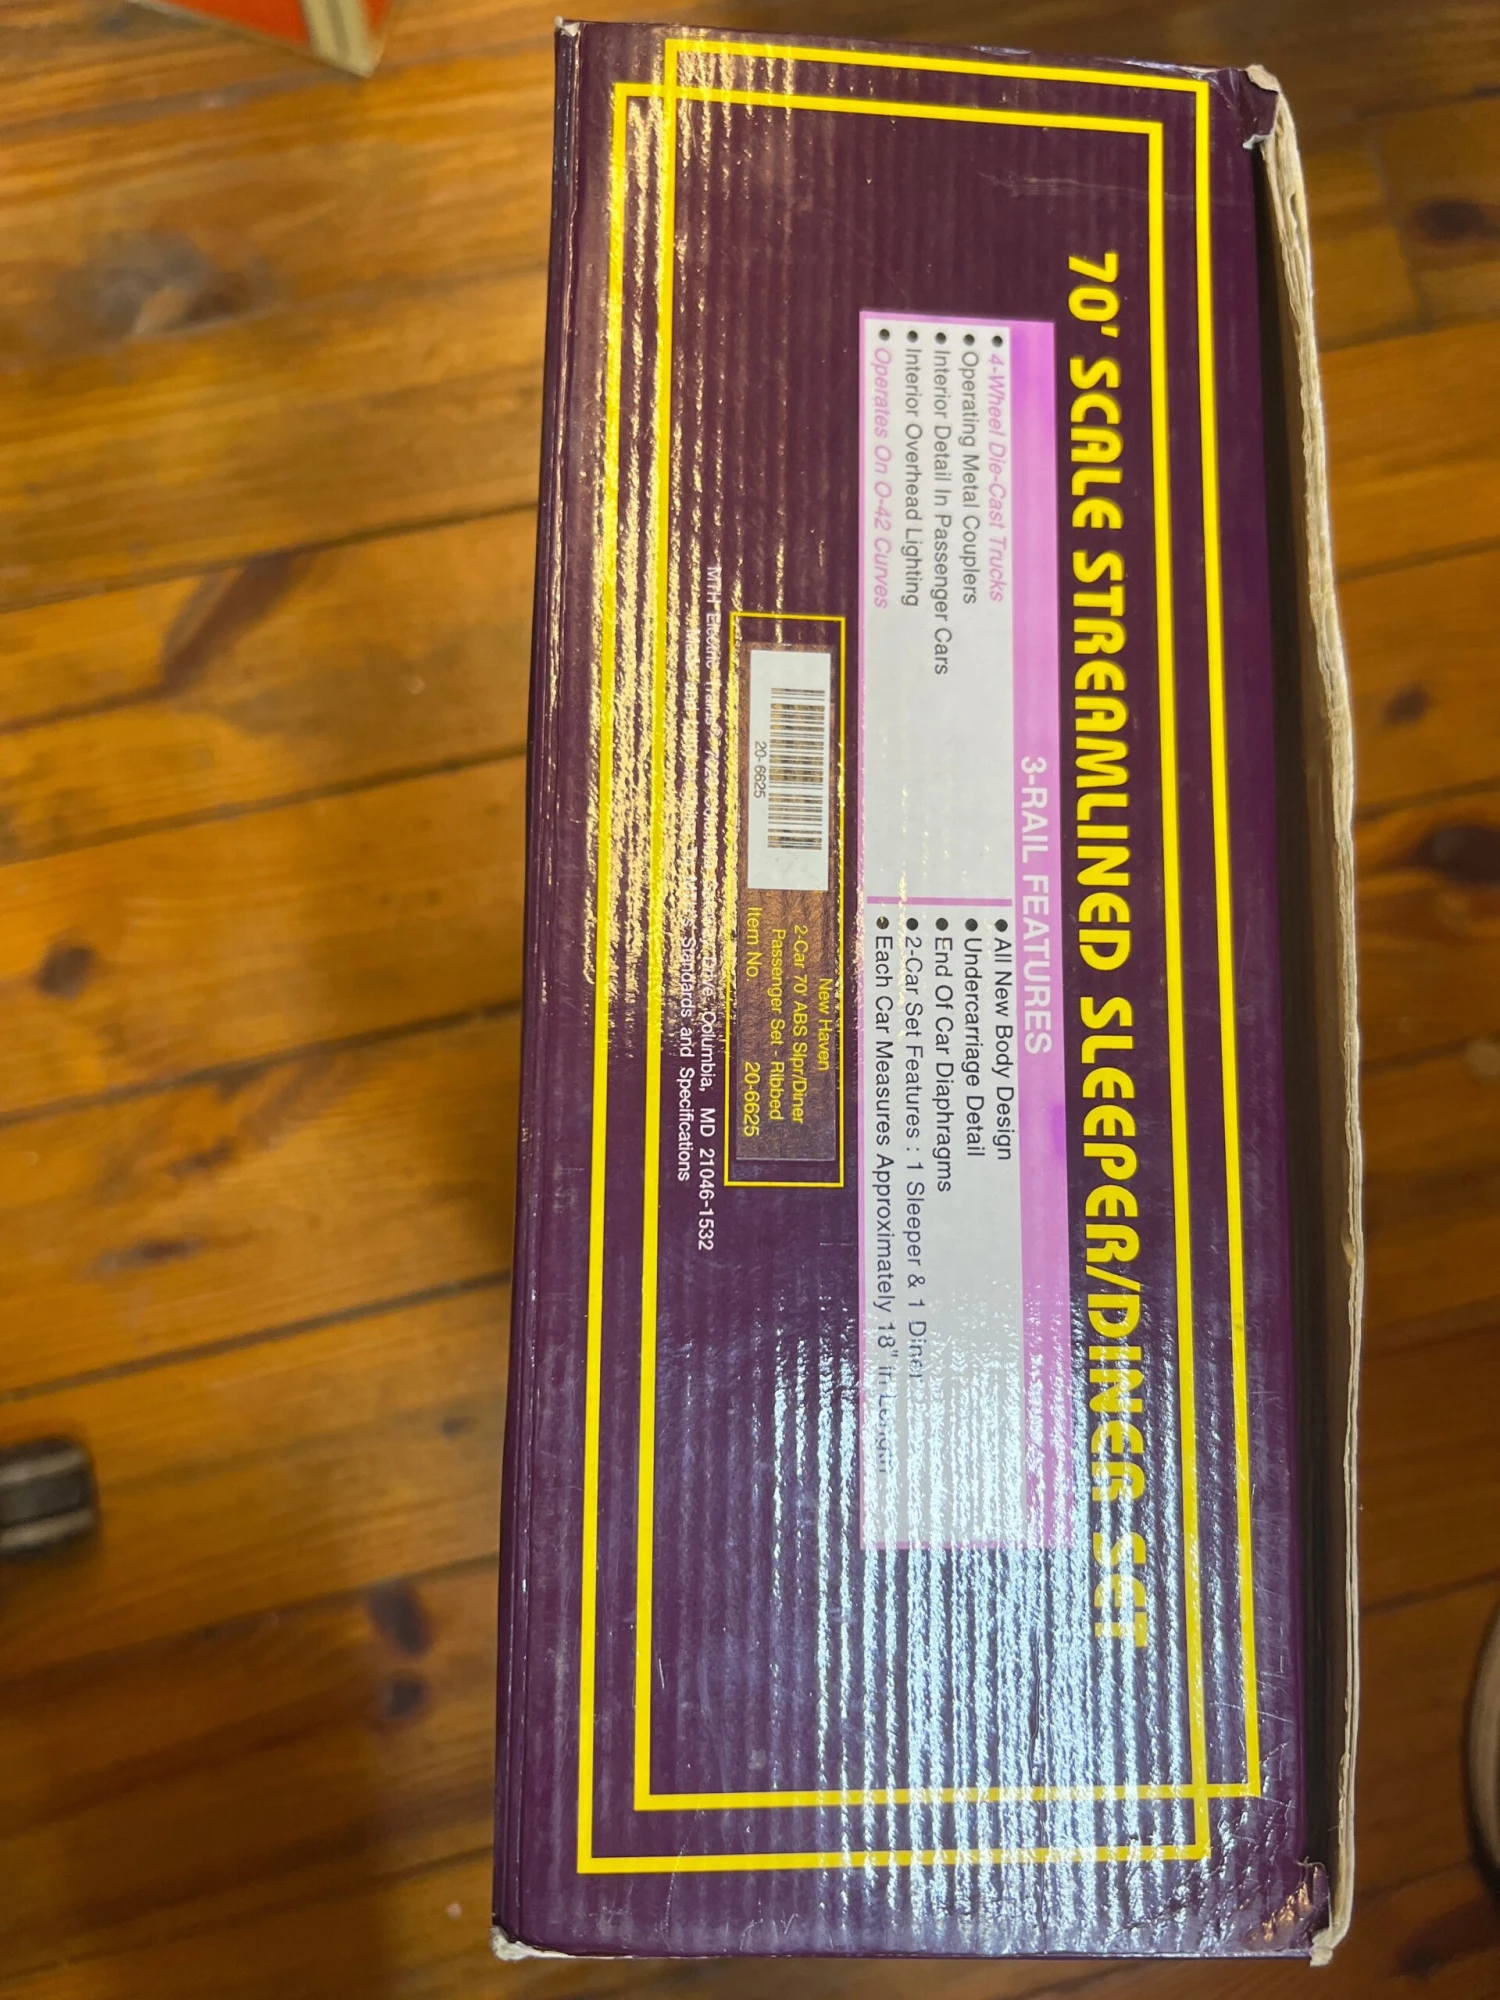 70' SCALE STREAMLINED SLEEPER/DINER SET
3-RAIL FEATURES
• 4-Wheel Die-Cast Trucks
• Operating Metal Couplers
• Interior Detail In Passenger Cars
• Interior Overhead Lighting
• Operates On O-42 Curves
• All New Body Design
• Undercarriage Detail
• End Of Car Diaphragms
• 2-Car Set Features : 1 Sleeper & 1 Diner
• Each Car Measures Approximately 18" in Length
20-6625
New Haven
2-Car 70' ABS Slpr/Diner
Passenger Set - Ribbed
Item No. 20-6625
MTH Electric Trains® Drive, Columbia, MD 21046-1532
Standards and Specifications